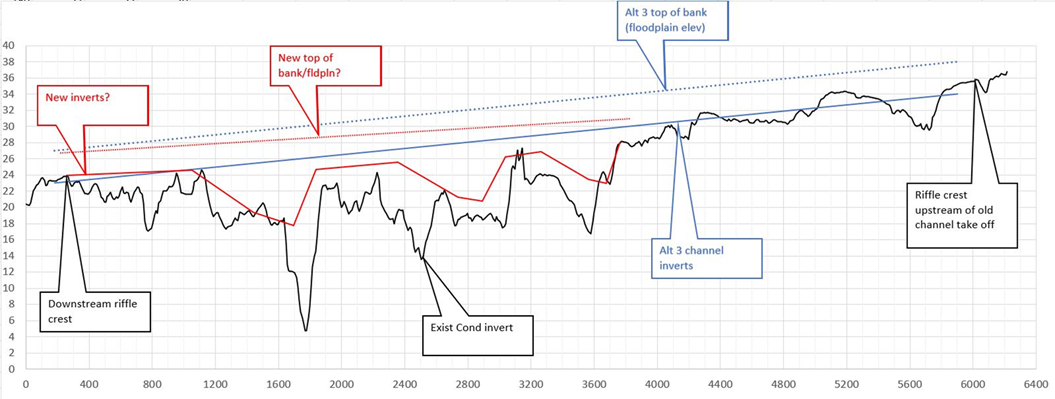 Alt 3 top of bank
(floodplain elev)
New top of
bank/fldpln?
New inverts?
40
38
36
34
32
30
28
26
24
22
20
18
16
14
12
10
8
6
4
2
0
Riffle crest
upstream of old
channel take off
Alt 3 channel
inverts
Downstream riffle
crest
Exist Cond invert
0
400
800
1200
1600
2000
2400
2800
3200
3600
4000
4400
4800
5200
5600
6000
6400